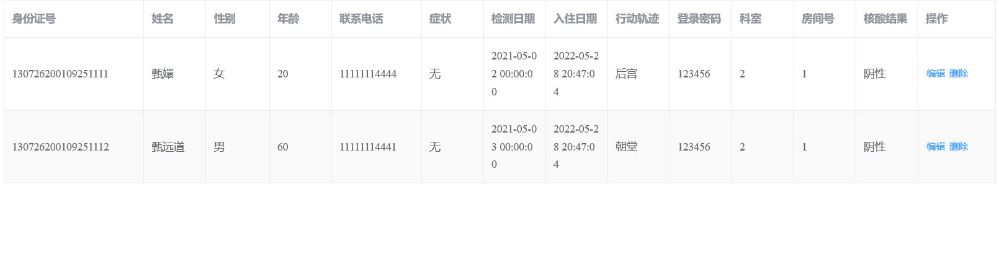 身份证号 姓名 性别 年龄 联系电话 症状 检测日期 入住日期 行动轨迹 登录密码 科室 房间号 核酸结果 操作
130726200109251111 甄嬛 女 20 11111114444 无 2021-05-02 00:00:00 2022-05-28 20:47:04 后宫 123456 2 1 阴性 编辑 删除
130726200109251112 甄远道 男 60 11111114441 无 2021-05-03 00:00:00 2022-05-28 20:47:04 朝堂 123456 2 1 阴性 编辑 删除